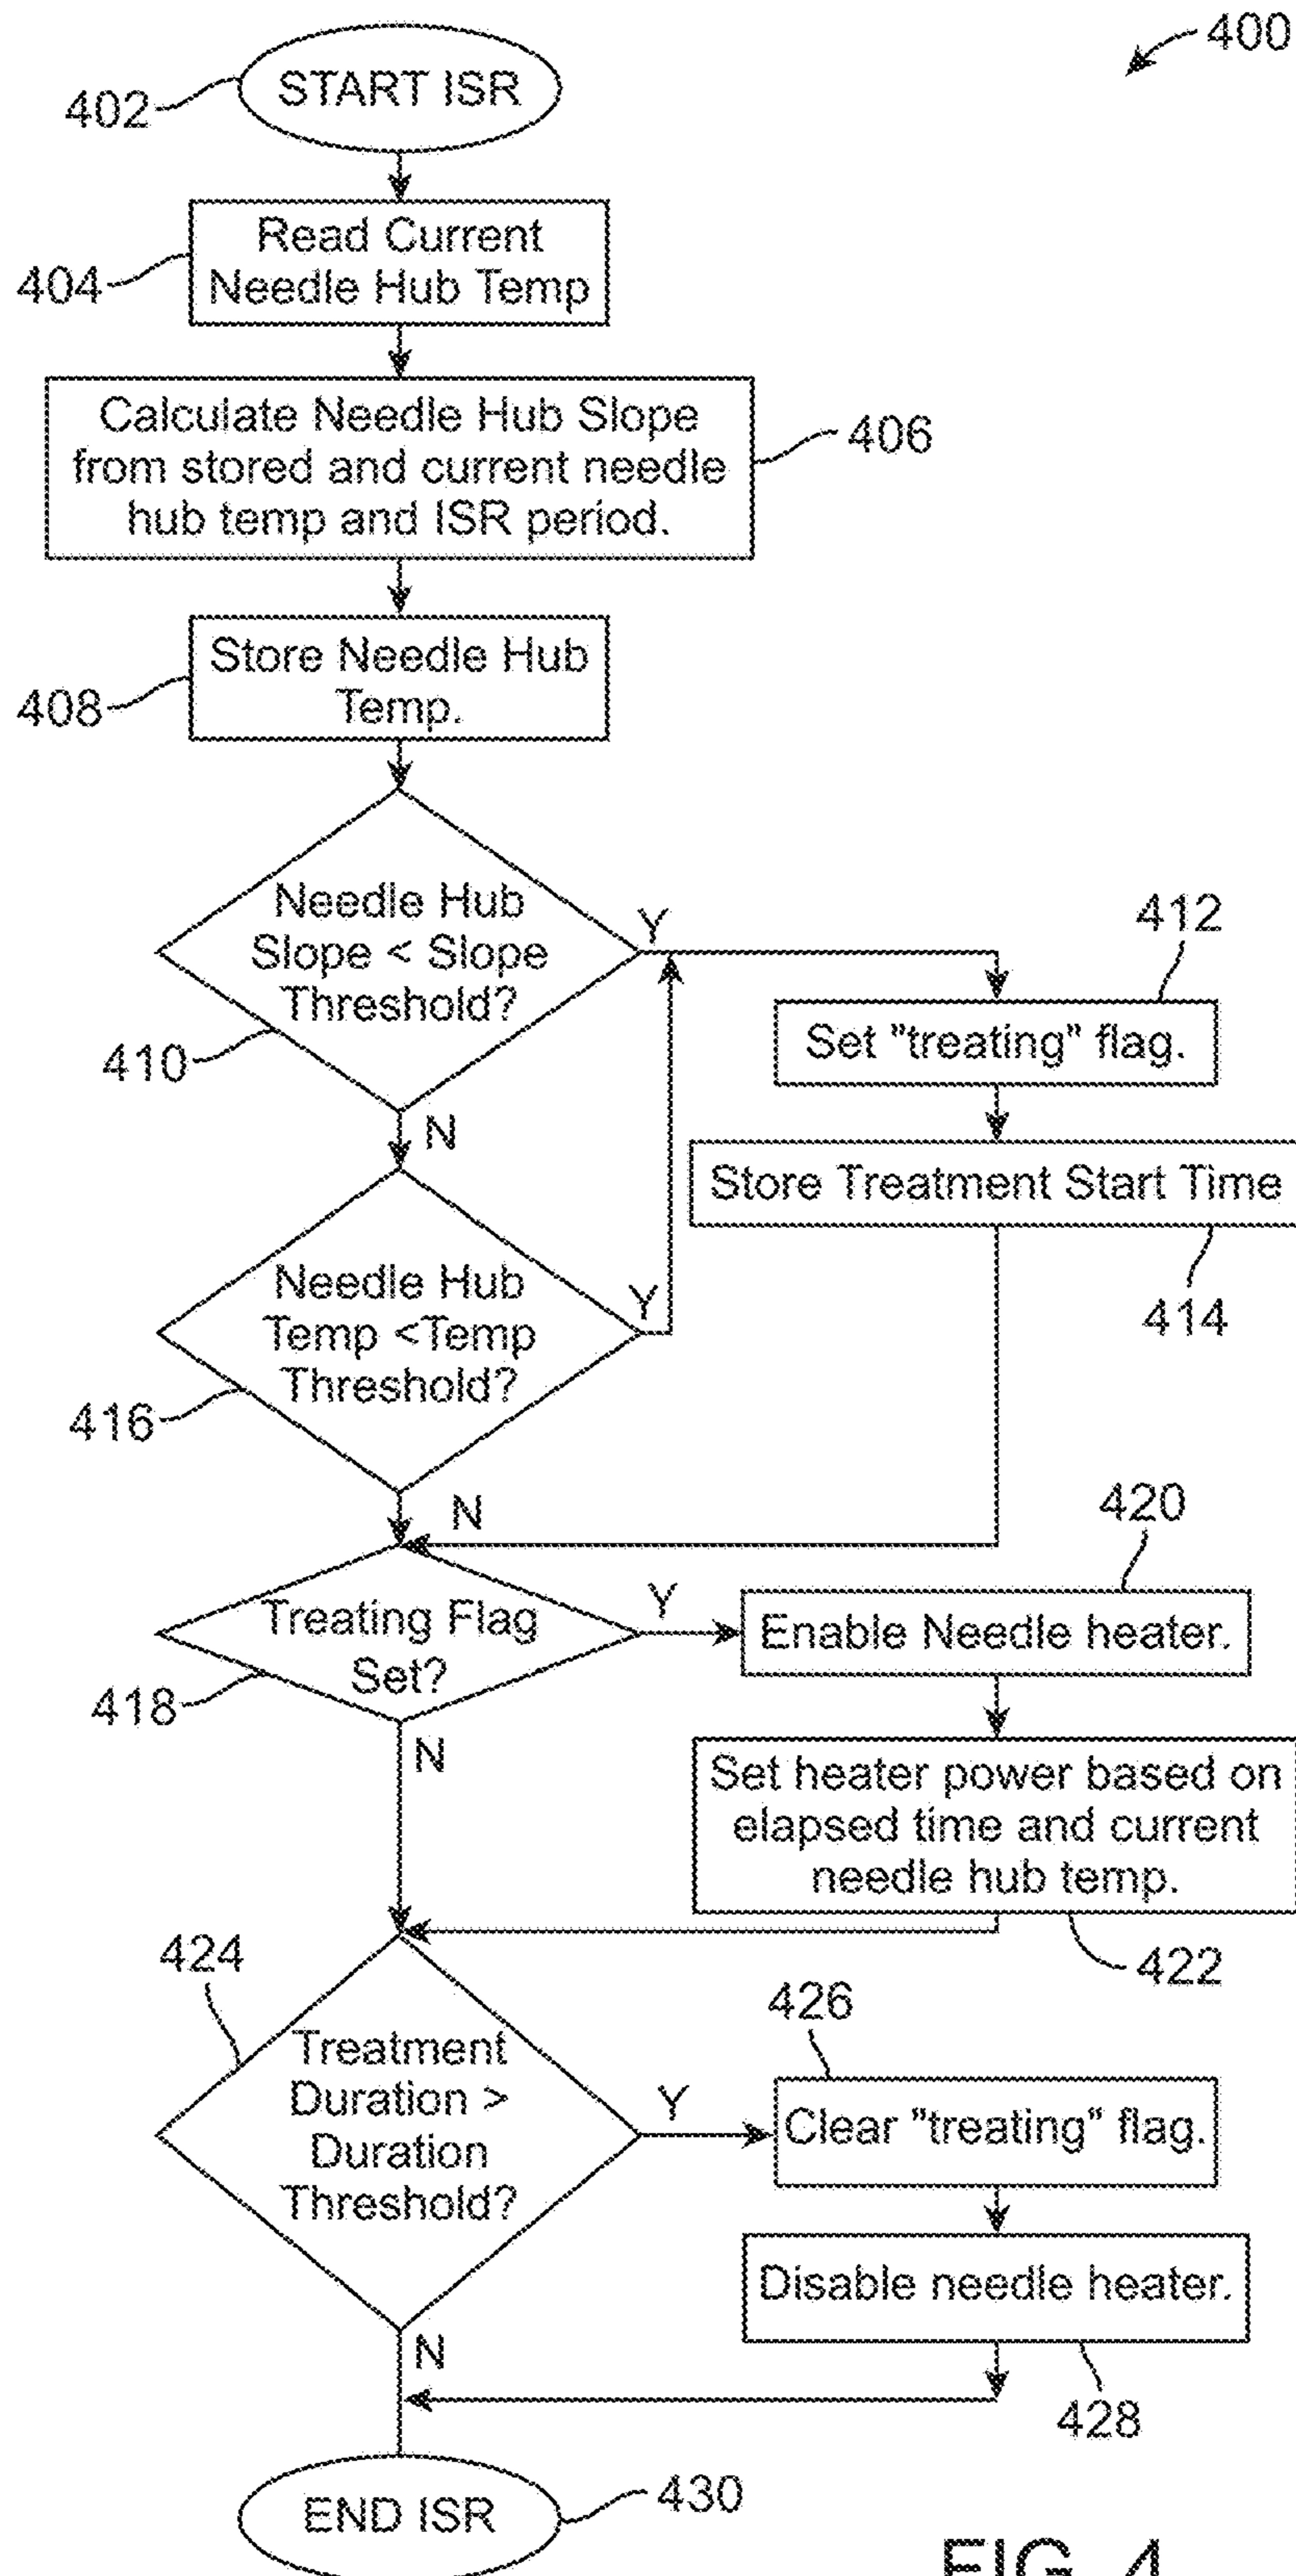 400
START ISR
402
Read Current
Needle Hub Temp
404
Calculate Needle Hub Slope
from stored and current needle
hub temp and ISR period.
406
Store Needle Hub
Temp.
408
Needle Hub
Slope < Slope
Threshold?
Y
410
N
412
Set "treating" flag.
Store Treatment Start Time
414
Needle Hub
Temp <Temp
Threshold?
Y
416
N
420
Treating Flag
Set?
Y
418
N
Enable Needle heater.
Set heater power based on
elapsed time and current
needle hub temp.
422
424
Treatment
Duration >
Duration
Threshold?
Y
426
Clear "treating" flag.
Disable needle heater.
428
N
END ISR
430
FIG. 4